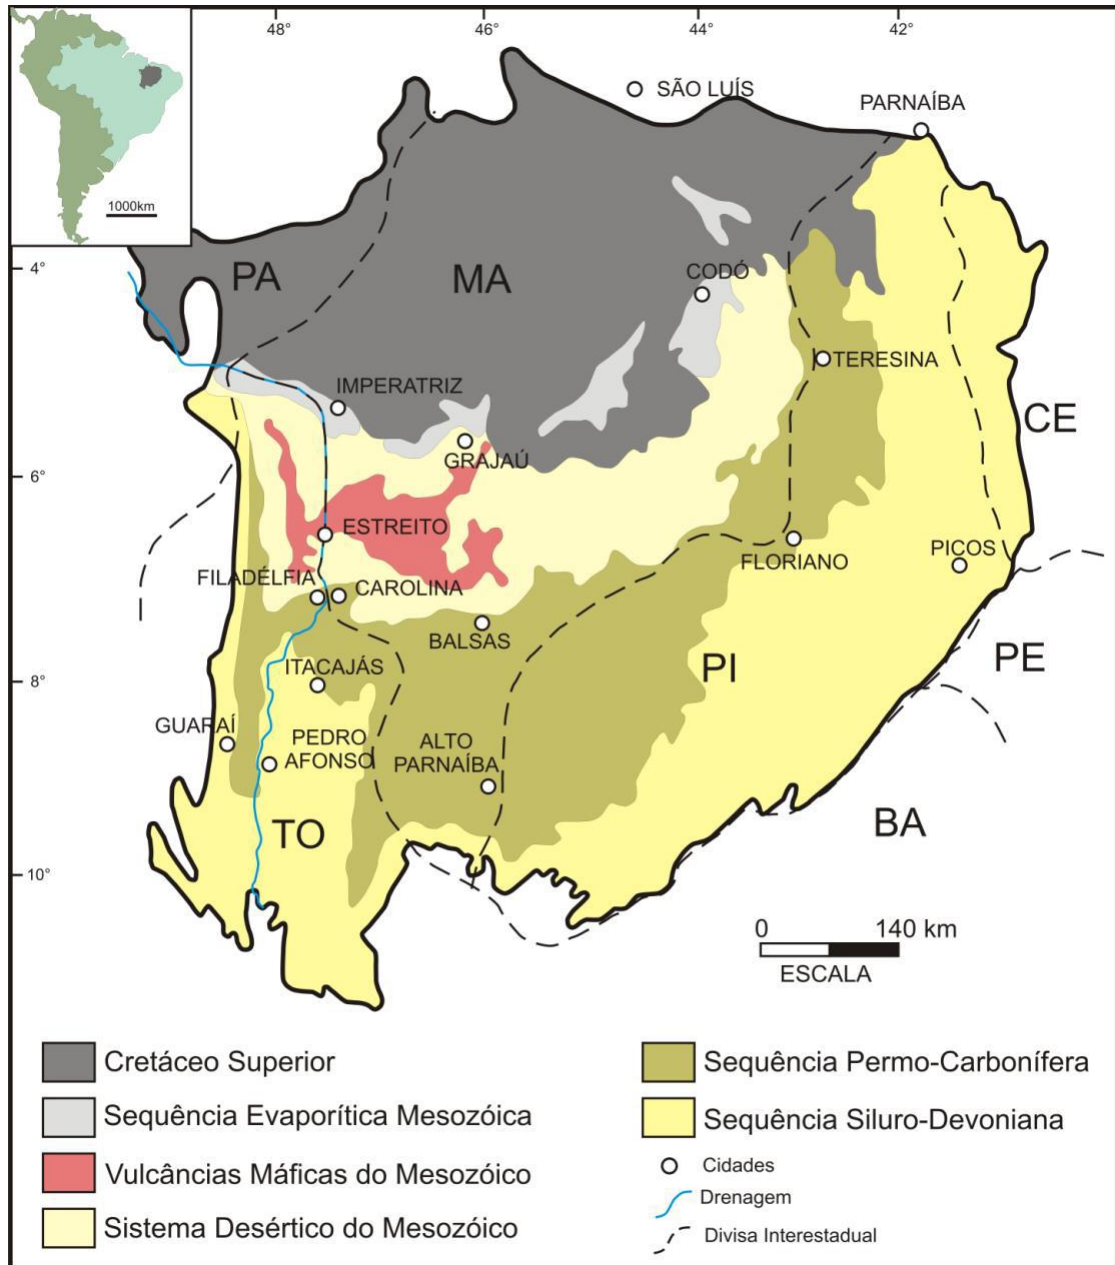 48°
46°
44°
42°
1000km
SÃO LUÍS
PARNAÍBA
4°
PA
MA
CODÓ
TERESINA
IMPERATRIZ
CE
GRAJAÚ
6°
ESTREITO
FLORIANO
PICOS
FILADÉLFIA
CAROLINA
BALSAS
PE
8°
ITACAJÁS
PI
GUARAÍ
PEDRO
AFONSO
ALTO
PARNAÍBA
TO
BA
10°
0 140 km
ESCALA
Cretáceo Superior
Sequência Evaporítica Mesozóica
Vulcâncias Máficas do Mesozóico
Sistema Desértico do Mesozóico
Sequência Permo-Carbonífera
Sequência Siluro-Devoniana
Cidades
Drenagem
Divisa Interestadual